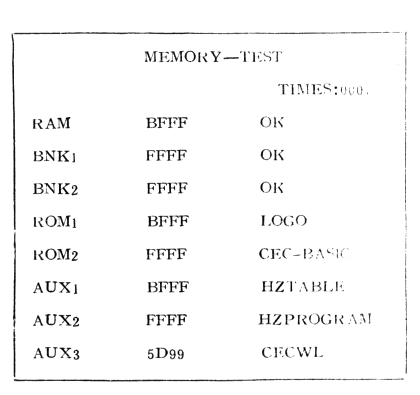 MEMORY—TEST
TIMES:000.
RAM BFFF OK
BNK1 FFFF OK
BNK2 FFFF OK
ROM1 BFFF LOGO
ROM2 FFFF CEC-BASIC
AUX1 BFFF HZTABLE
AUX2 FFFF HZPROGRAM
AUX3 5D99 CECWL